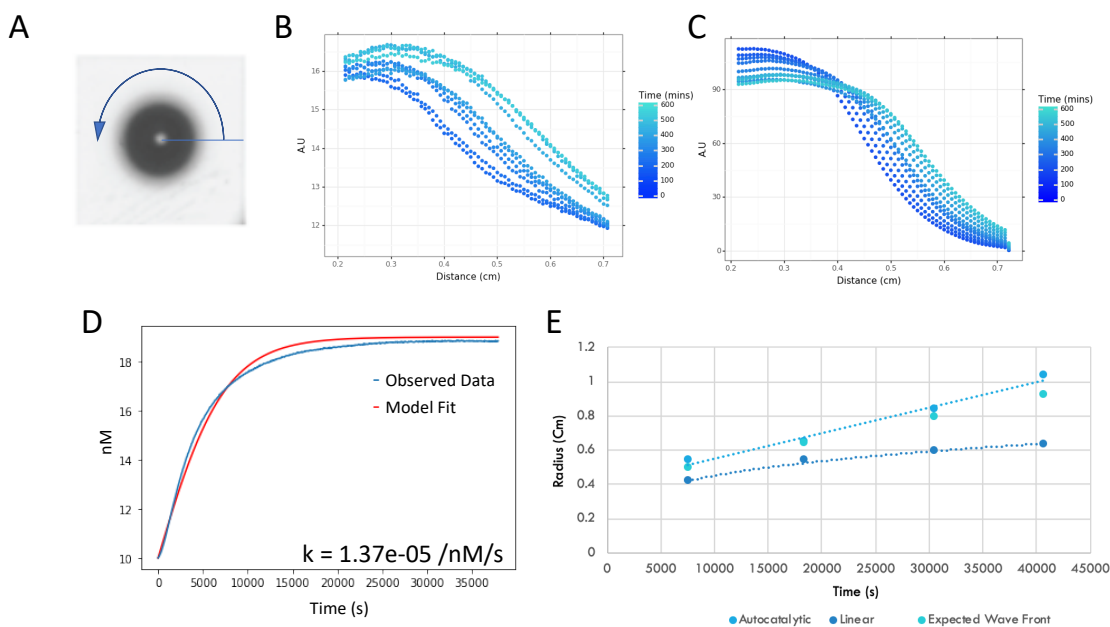 A
B
C
16
15
14
13
12
A.U
0.2 0.3 0.4 0.5 0.6 0.7
Distance (cm)
Time (mins)
600
500
400
300
200
100
0
90
60
30
0
A.U
0.2 0.3 0.4 0.5 0.6 0.7
Distance (cm)
Time (mins)
600
500
400
300
200
100
0
D
18
16
14
12
10
nM
Observed Data
Model Fit
k = 1.37e-05 /nM/s
0 5000 10000 15000 20000 25000 30000 35000
Time (s)
E
1.2
1
0.8
0.6
0.4
0.2
0
Radius (Cm)
0 5000 10000 15000 20000 25000 30000 35000 40000 45000
Time (s)
Autocatalytic Linear Expected Wave Front